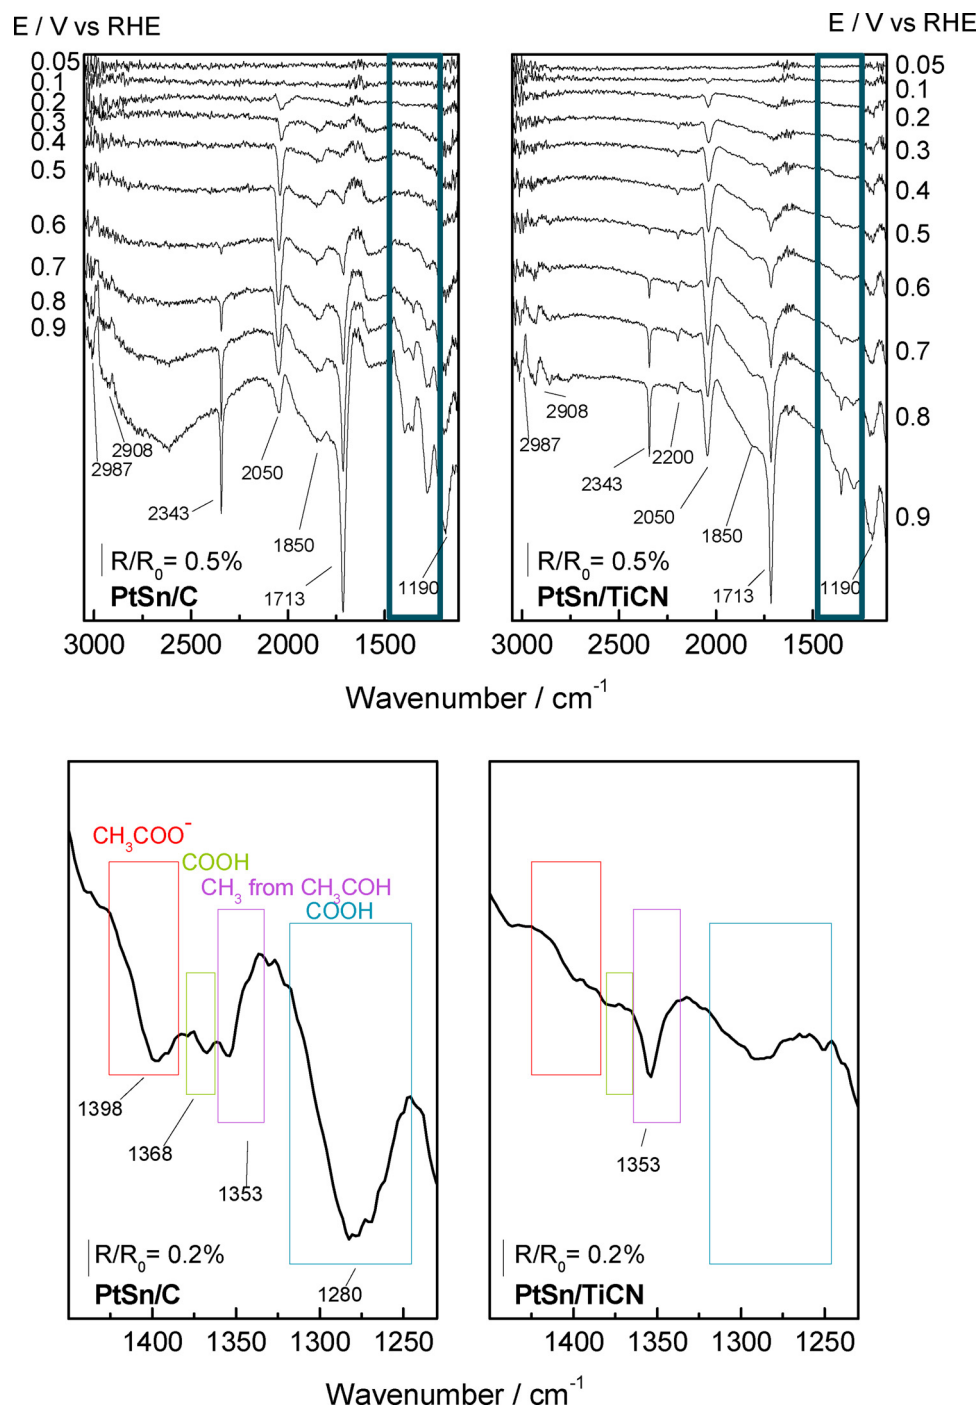 E / V vs RHE
E / V vs RHE
0.05
0.1
0.2
0.3
0.4
0.5
0.6
0.7
0.8
0.9
2908
2987
2343
2050
1850
1713
1190
R/R₀= 0.5%
PtSn/C
3000 2500 2000 1500
0.05
0.1
0.2
0.3
0.4
0.5
0.6
0.7
0.8
0.9
2908
2987
2343
2200
2050
1850
1713
1190
R/R₀= 0.5%
PtSn/TiCN
3000 2500 2000 1500
Wavenumber / cm⁻¹
CH₃COO⁻
COOH
CH₃ from CH₃COH
COOH
1398
1368
1353
1280
R/R₀= 0.2%
PtSn/C
1400 1350 1300 1250
1353
R/R₀= 0.2%
PtSn/TiCN
1400 1350 1300 1250
Wavenumber / cm⁻¹